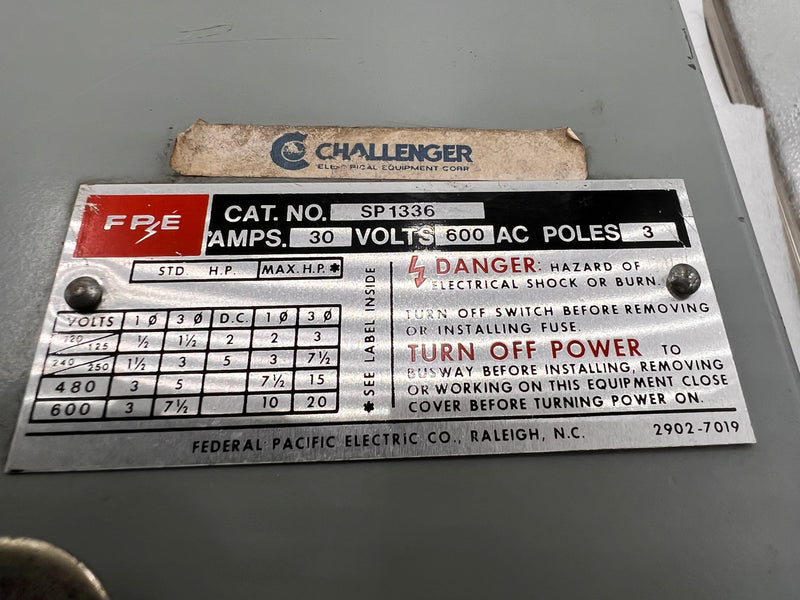 CHALLENGER
ELECTRICAL EQUIPMENT CORP
FPE
CAT. NO. SP1336
AMPS. 30 VOLTS 600 AC POLES 3
STD. H.P. MAX. H.P.*
VOLTS 1Ø 3Ø D.C. 1Ø 3Ø
120/125 ½ 1½ 2 2 3
240/250 1½ 3 5 3 7½
480 3 5 7½ 15
600 3 7½ 10 20
* SEE LABEL INSIDE
DANGER: HAZARD OF
ELECTRICAL SHOCK OR BURN.
TURN OFF SWITCH BEFORE REMOVING
OR INSTALLING FUSE.
TURN OFF POWER TO
BUSWAY BEFORE INSTALLING, REMOVING
OR WORKING ON THIS EQUIPMENT CLOSE
COVER BEFORE TURNING POWER ON.
FEDERAL PACIFIC ELECTRIC CO., RALEIGH, N.C. 2902-7019